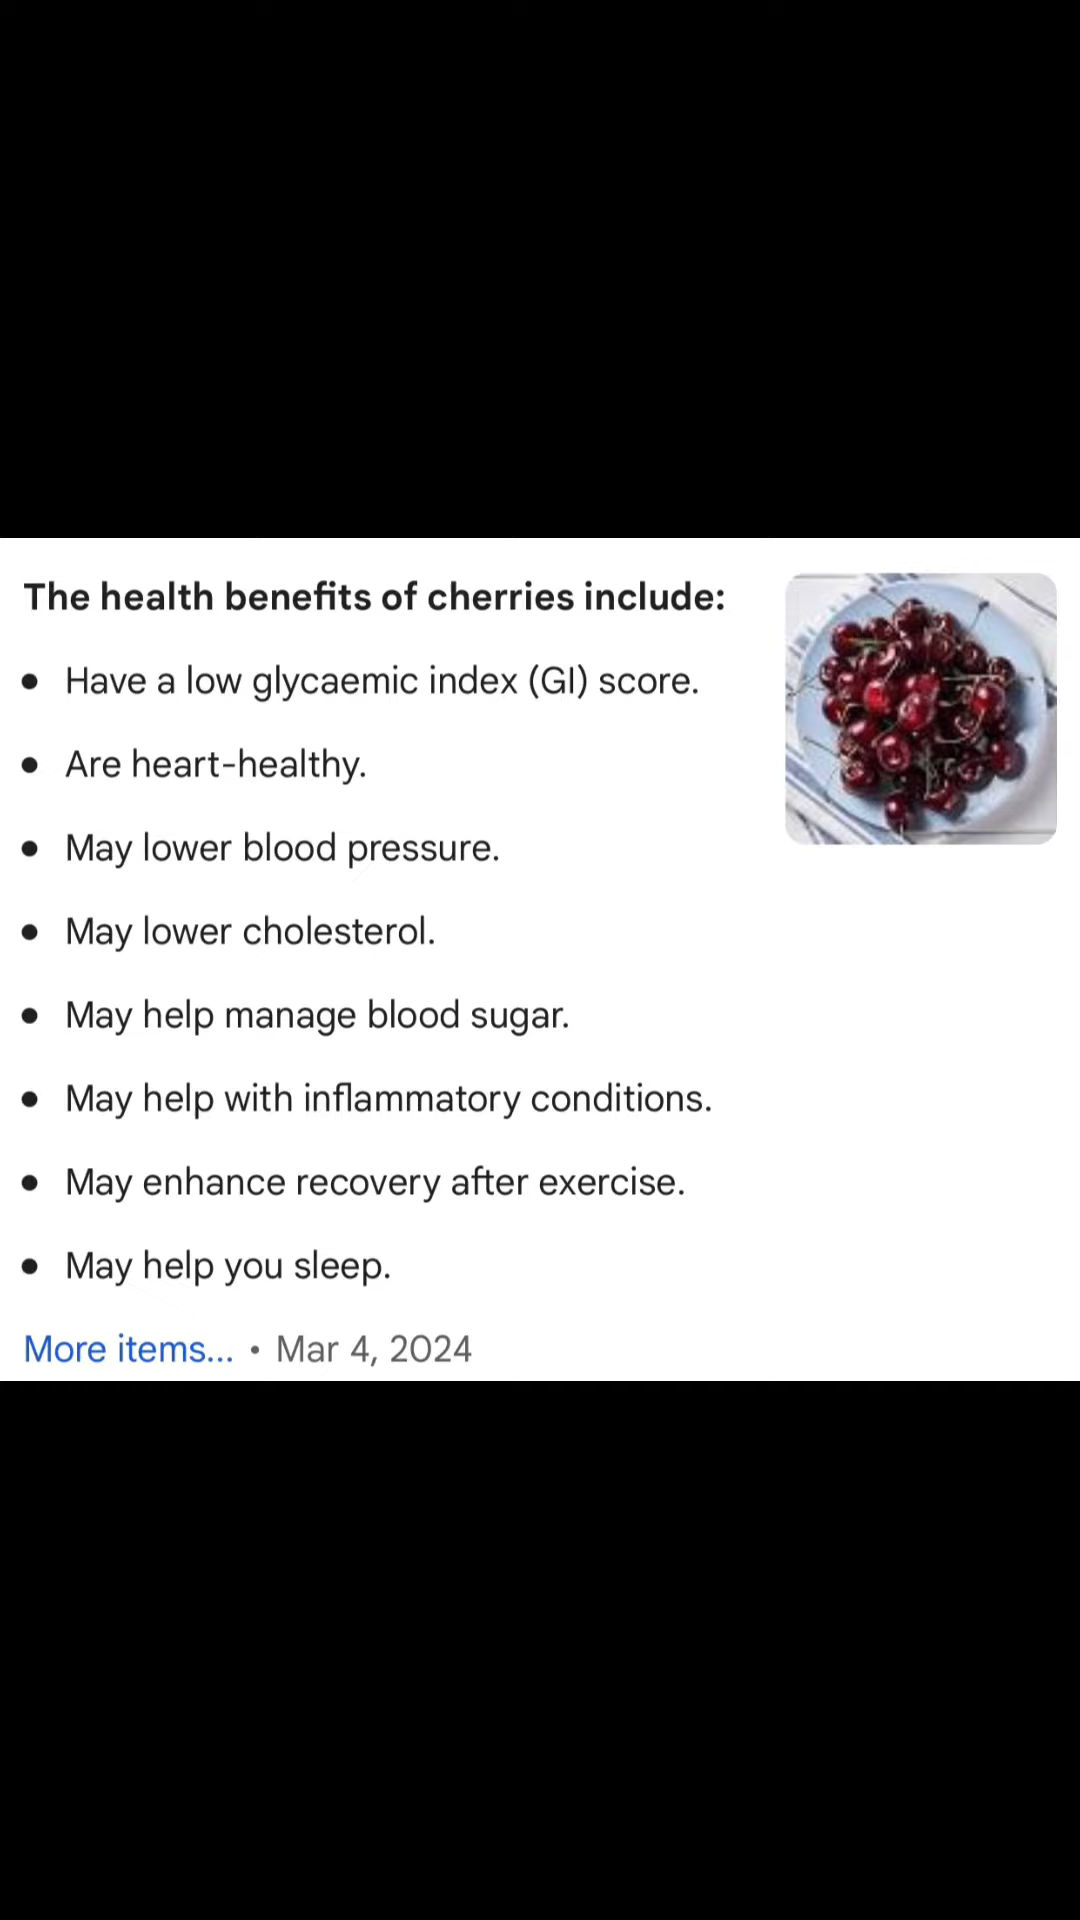 The health benefits of cherries include:
• Have a low glycaemic index (GI) score.
• Are heart-healthy.
• May lower blood pressure.
• May lower cholesterol.
• May help manage blood sugar.
• May help with inflammatory conditions.
• May enhance recovery after exercise.
• May help you sleep.
More items... • Mar 4, 2024